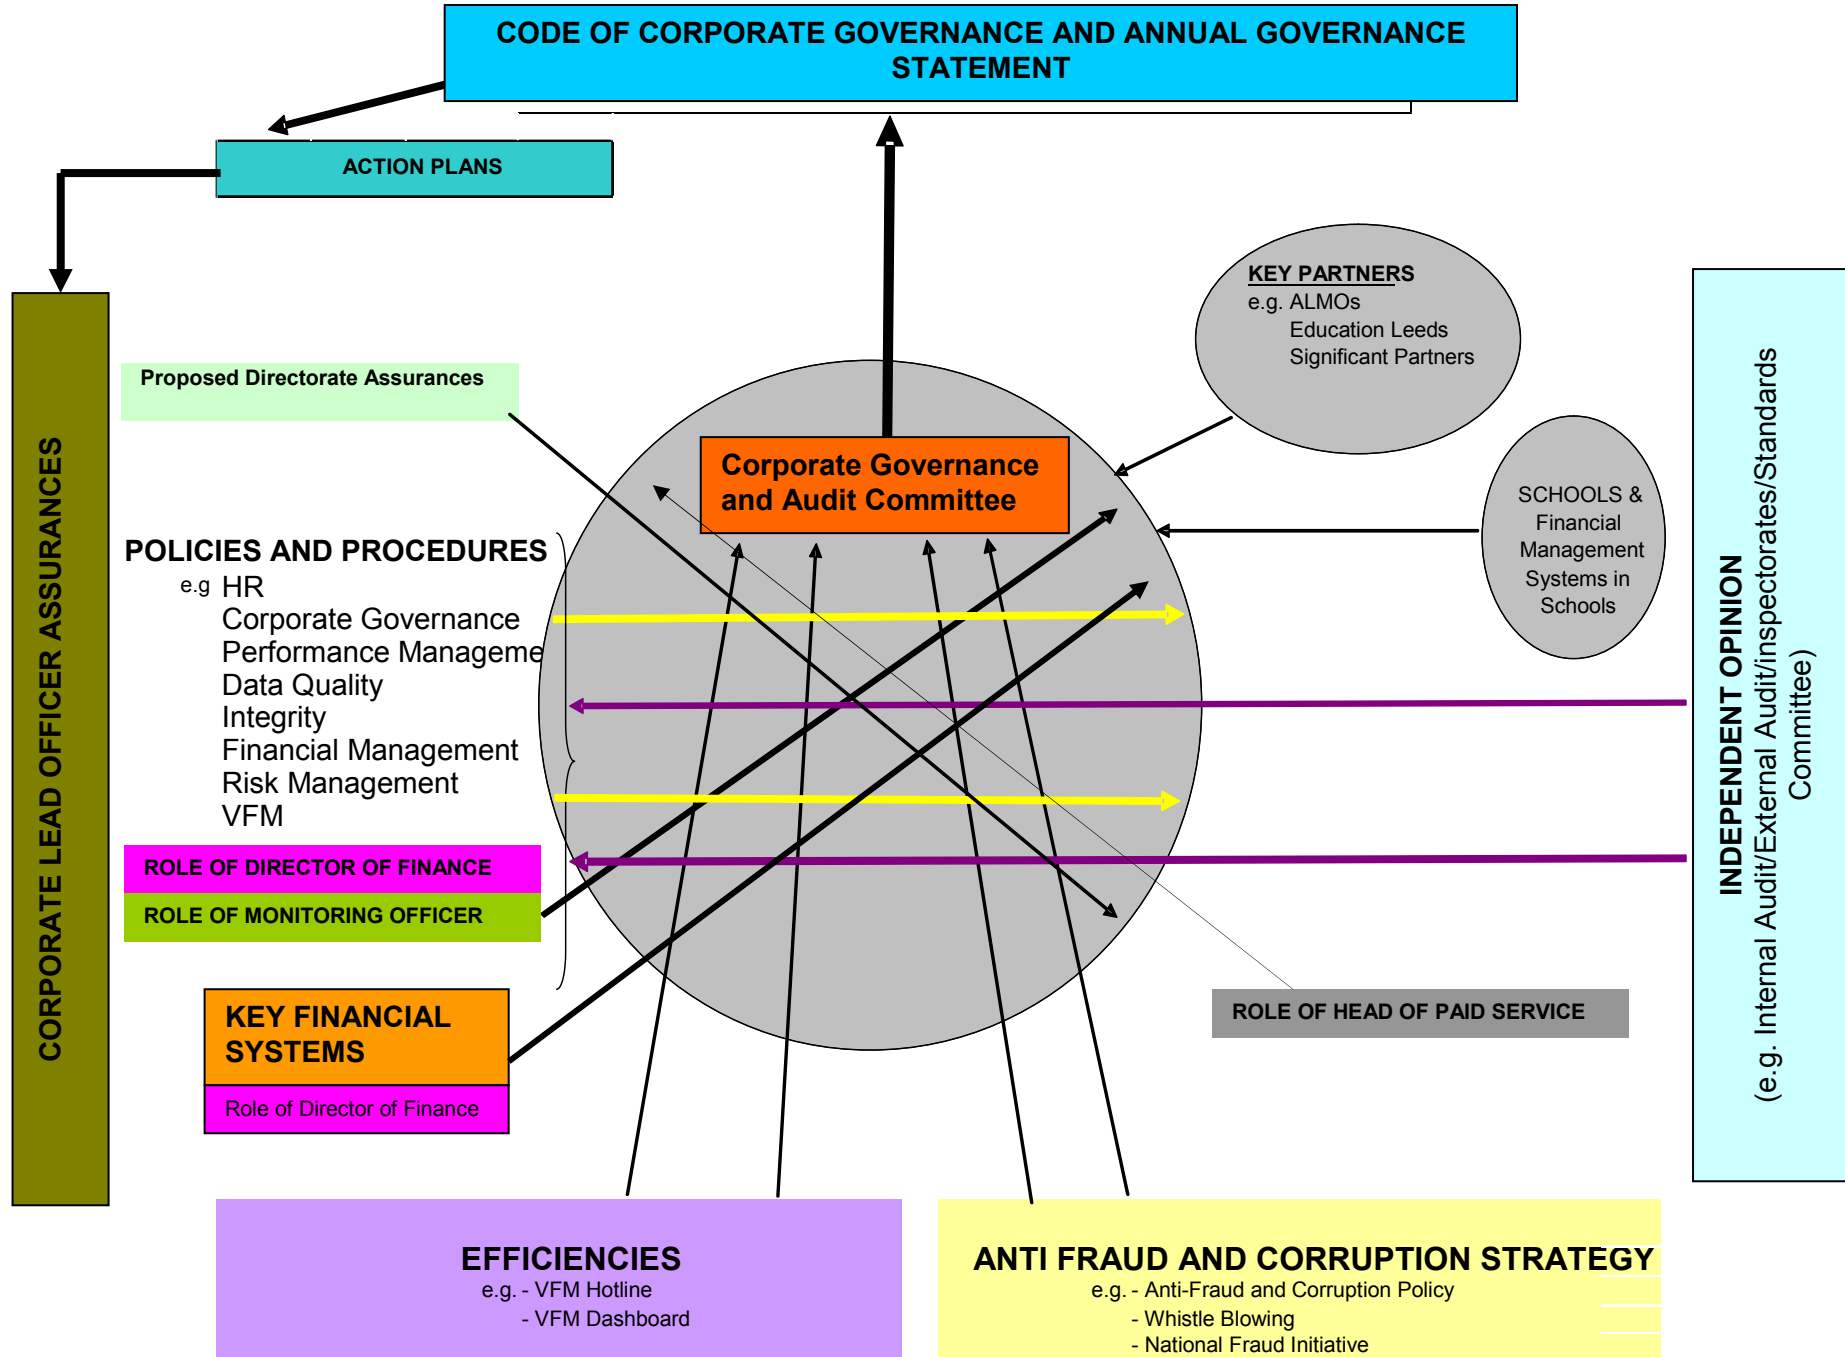 CODE OF CORPORATE GOVERNANCE AND ANNUAL GOVERNANCE
STATEMENT
ACTION PLANS
KEY PARTNERS
e.g. ALMOs
Education Leeds
Significant Partners
Proposed Directorate Assurances
Corporate Governance
and Audit Committee
SCHOOLS &
Financial
Management
Systems in
Schools
CORPORATE LEAD OFFICER ASSURANCES
POLICIES AND PROCEDURES
e.g HR
Corporate Governance
Performance Manageme
Data Quality
Integrity
Financial Management
Risk Management
VFM
INDEPENDENT OPINION
(e.g. Internal Audit/External Audit/inspectorates/Standards
Committee)
ROLE OF DIRECTOR OF FINANCE
ROLE OF MONITORING OFFICER
KEY FINANCIAL
SYSTEMS
Role of Director of Finance
ROLE OF HEAD OF PAID SERVICE
EFFICIENCIES
e.g. - VFM Hotline
- VFM Dashboard
ANTI FRAUD AND CORRUPTION STRATEGY
e.g. - Anti-Fraud and Corruption Policy
- Whistle Blowing
- National Fraud Initiative